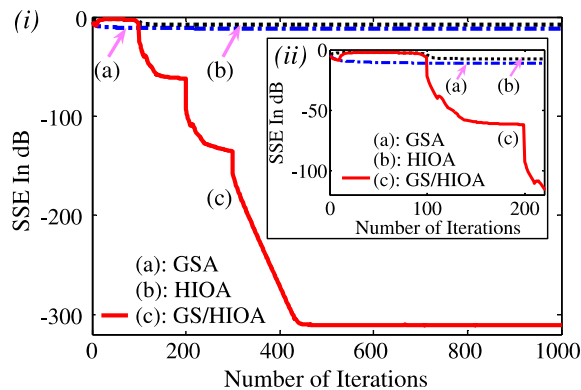 (i)
SSE In dB
0
-100
-200
-300
(a)
(b)
(c)
(a): GSA
(b): HIOA
(c): GS/HIOA
0 200 400 600 800 1000
Number of Iterations
(ii)
SSE In dB
0
-50
-100
(a)
(b)
(c)
(a): GSA
(b): HIOA
(c): GS/HIOA
0 100 200
Number of Iterations